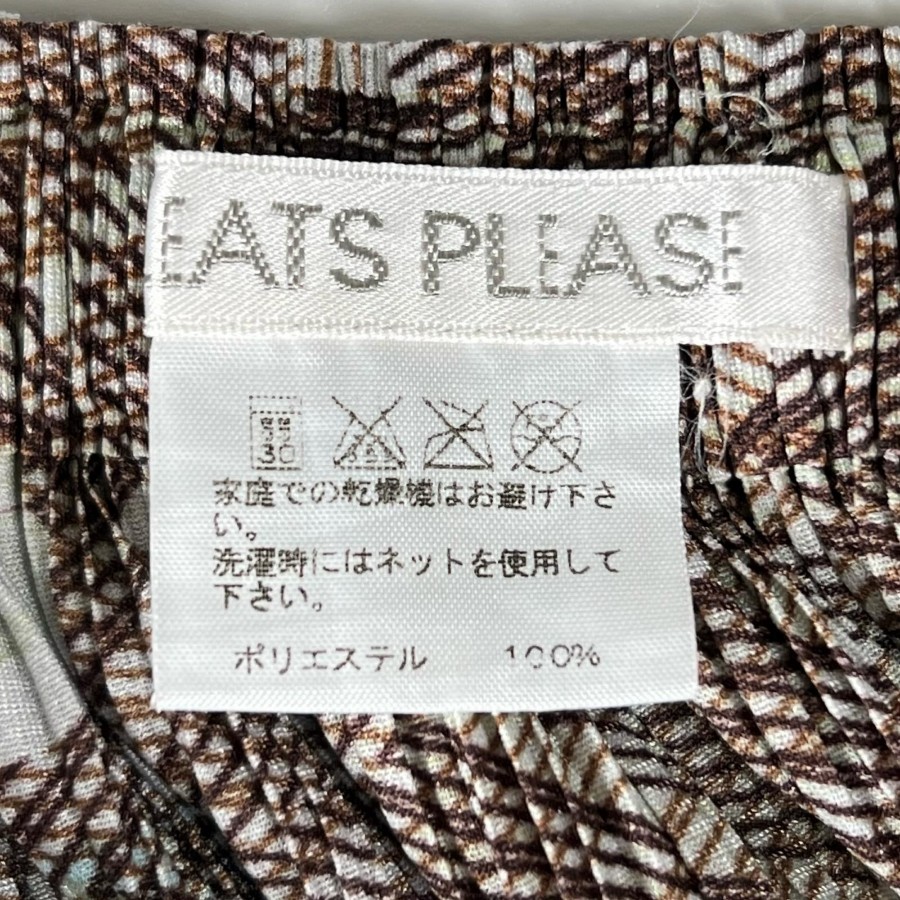 EATS PLEASE
30
家庭での乾燥機はお避け下さ
い。
洗濯時にはネットを使用して
下さい。
ポリエステル 100%